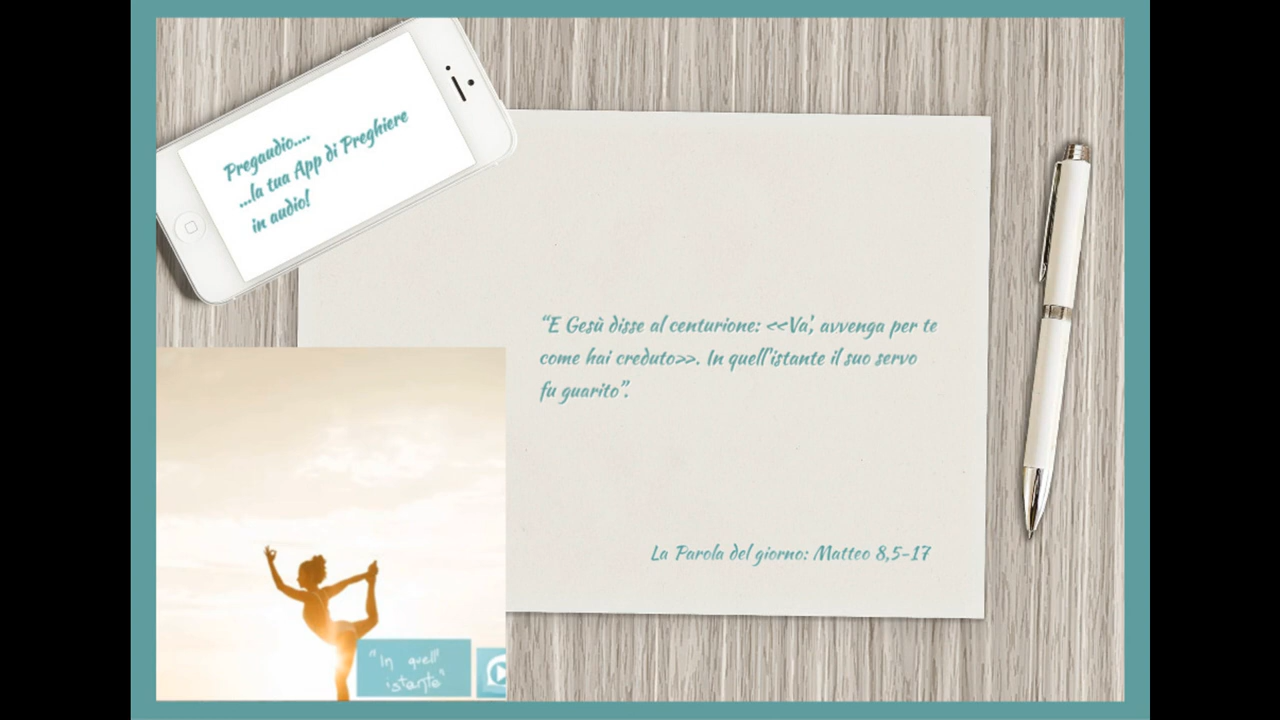 Pregaudio....
...la tua App di Preghiere
in audio!
“E Gesù disse al centurione: <<Va’, avvenga per te
come hai creduto>>. In quell’istante il suo servo
fu guarito”.
La Parola del giorno: Matteo 8,5-17
“In quell’
istante”